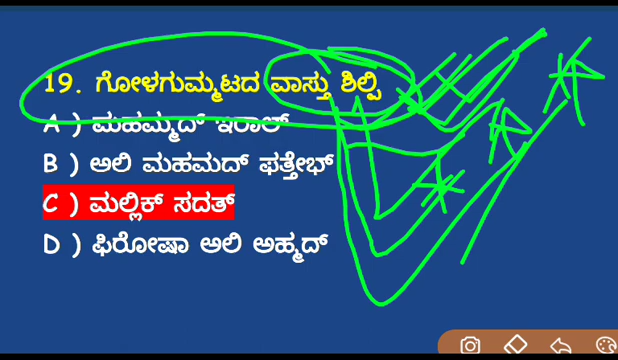 19. ಗೋಳಗುಮ್ಮಟದ ವಾಸ್ತು ಶಿಲ್ಪಿ
A ) ಮಹಮ್ಮದ್ ಇರಾಲ್
B ) ಅಲಿ ಮಹಮದ್ ಫತ್ತೇಭ್
C ) ಮಲ್ಲಿಕ್ ಸದತ್
D ) ಫಿರೋಷಾ ಅಲಿ ಅಹ್ಮದ್